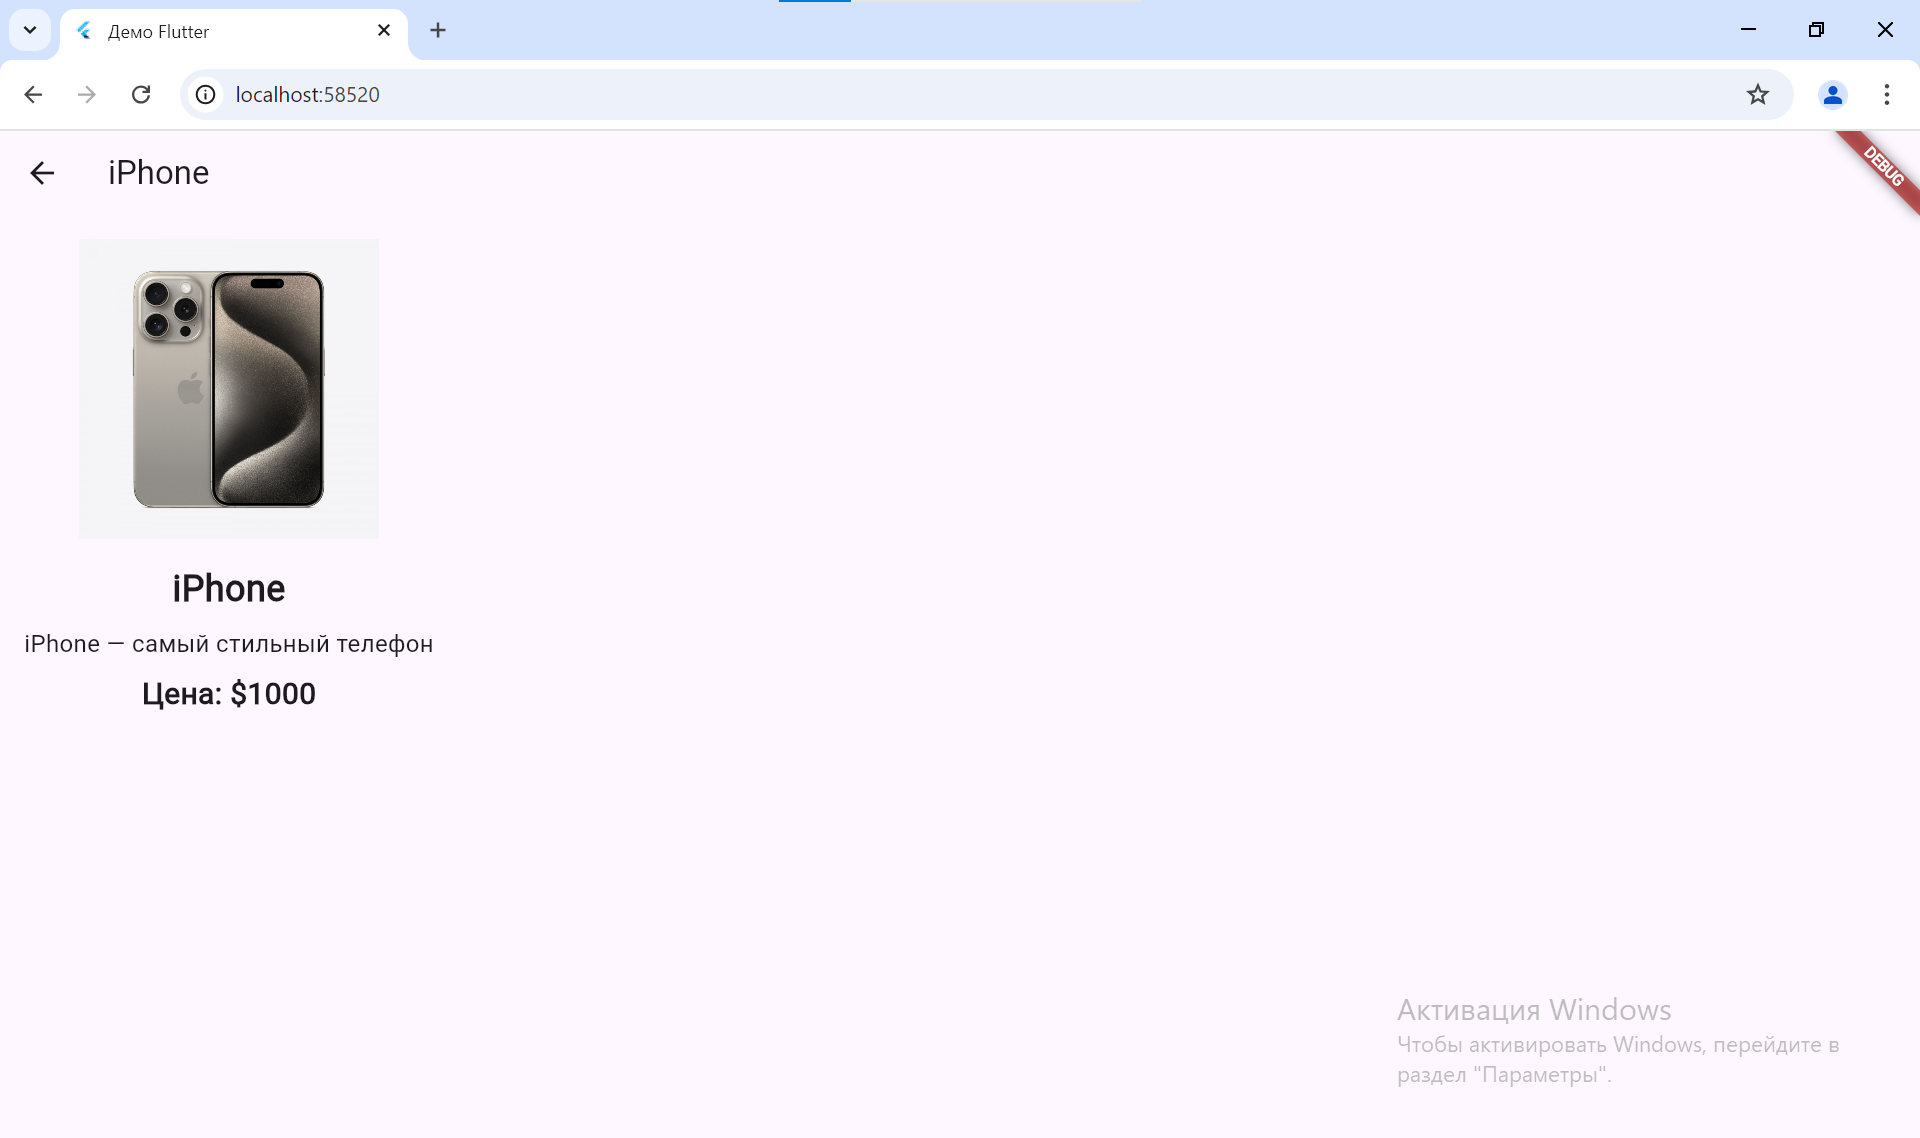 Демо Flutter
localhost:58520
iPhone
DEBUG
iPhone
iPhone — самый стильный телефон
Цена: $1000
Активация Windows
Чтобы активировать Windows, перейдите в
раздел "Параметры".